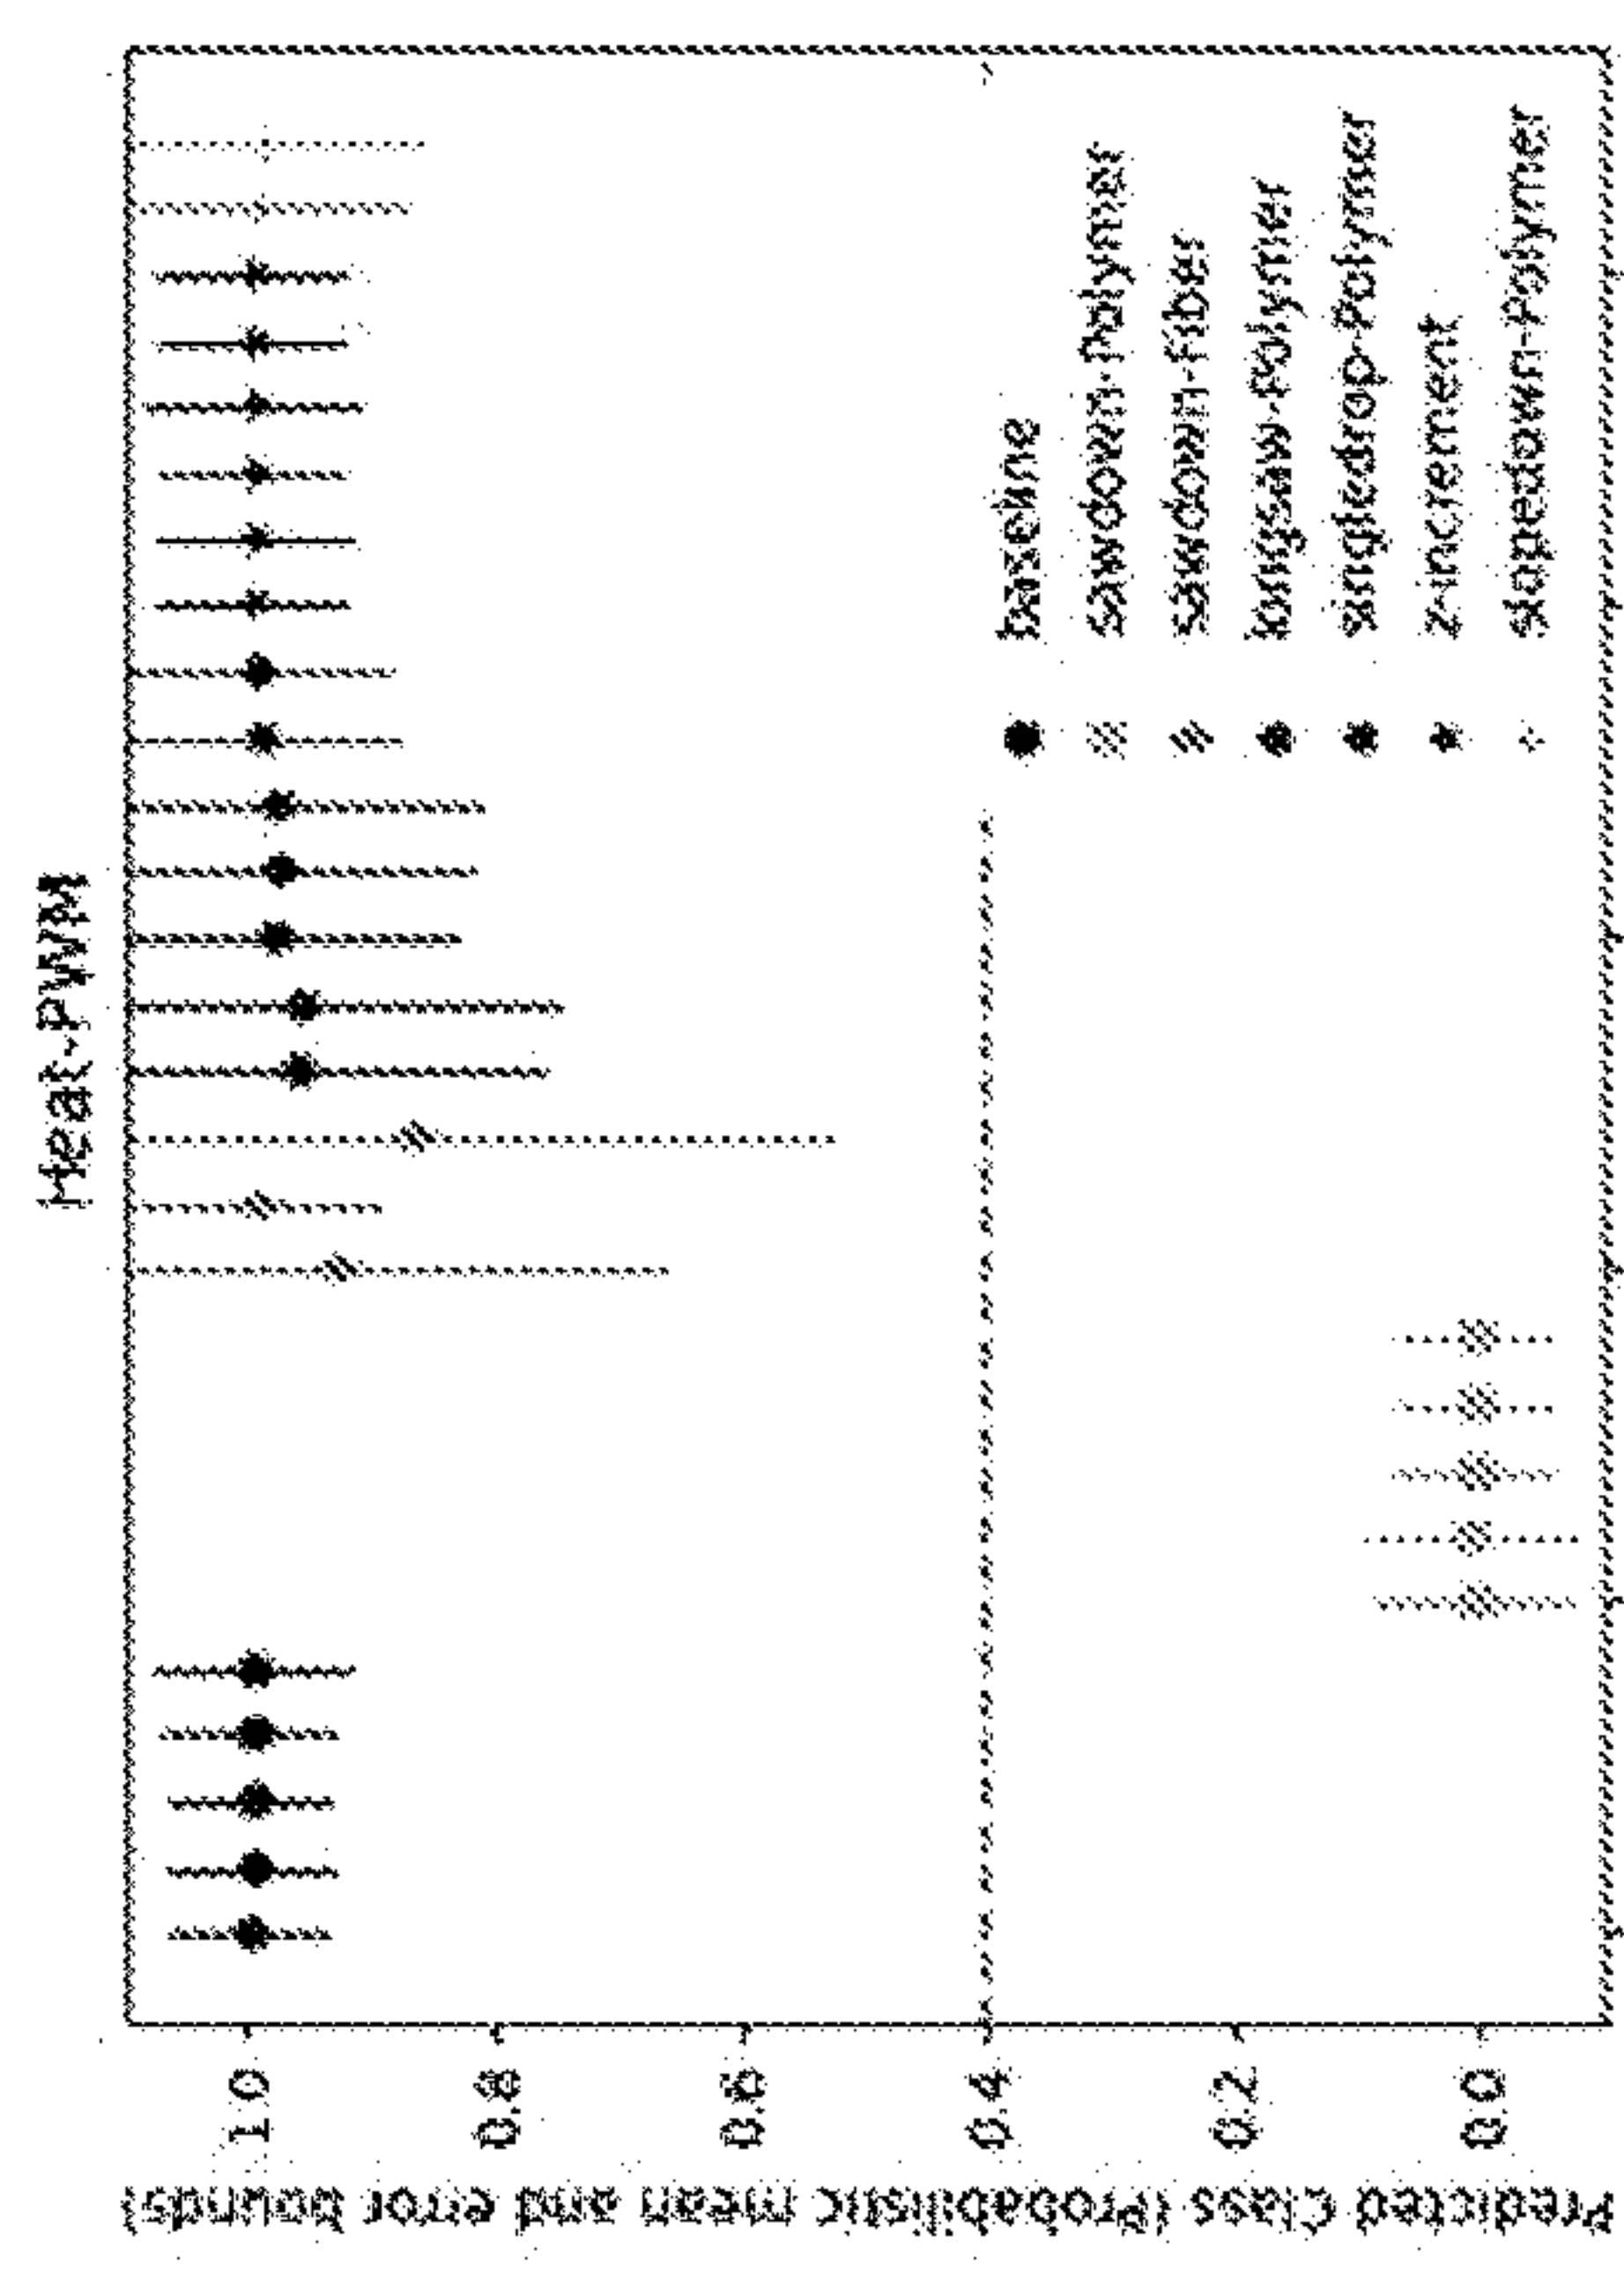 Heat-PWM
Predicted Class (Probabilistic mean and error bounds)
1.0
0.8
0.6
0.4
0.2
0.0
baseline
sawdown-Polymer
sawdown-Fiber
longsaw-Polymer
singledrop-Polymer
z-increment
slopedown-Polymer